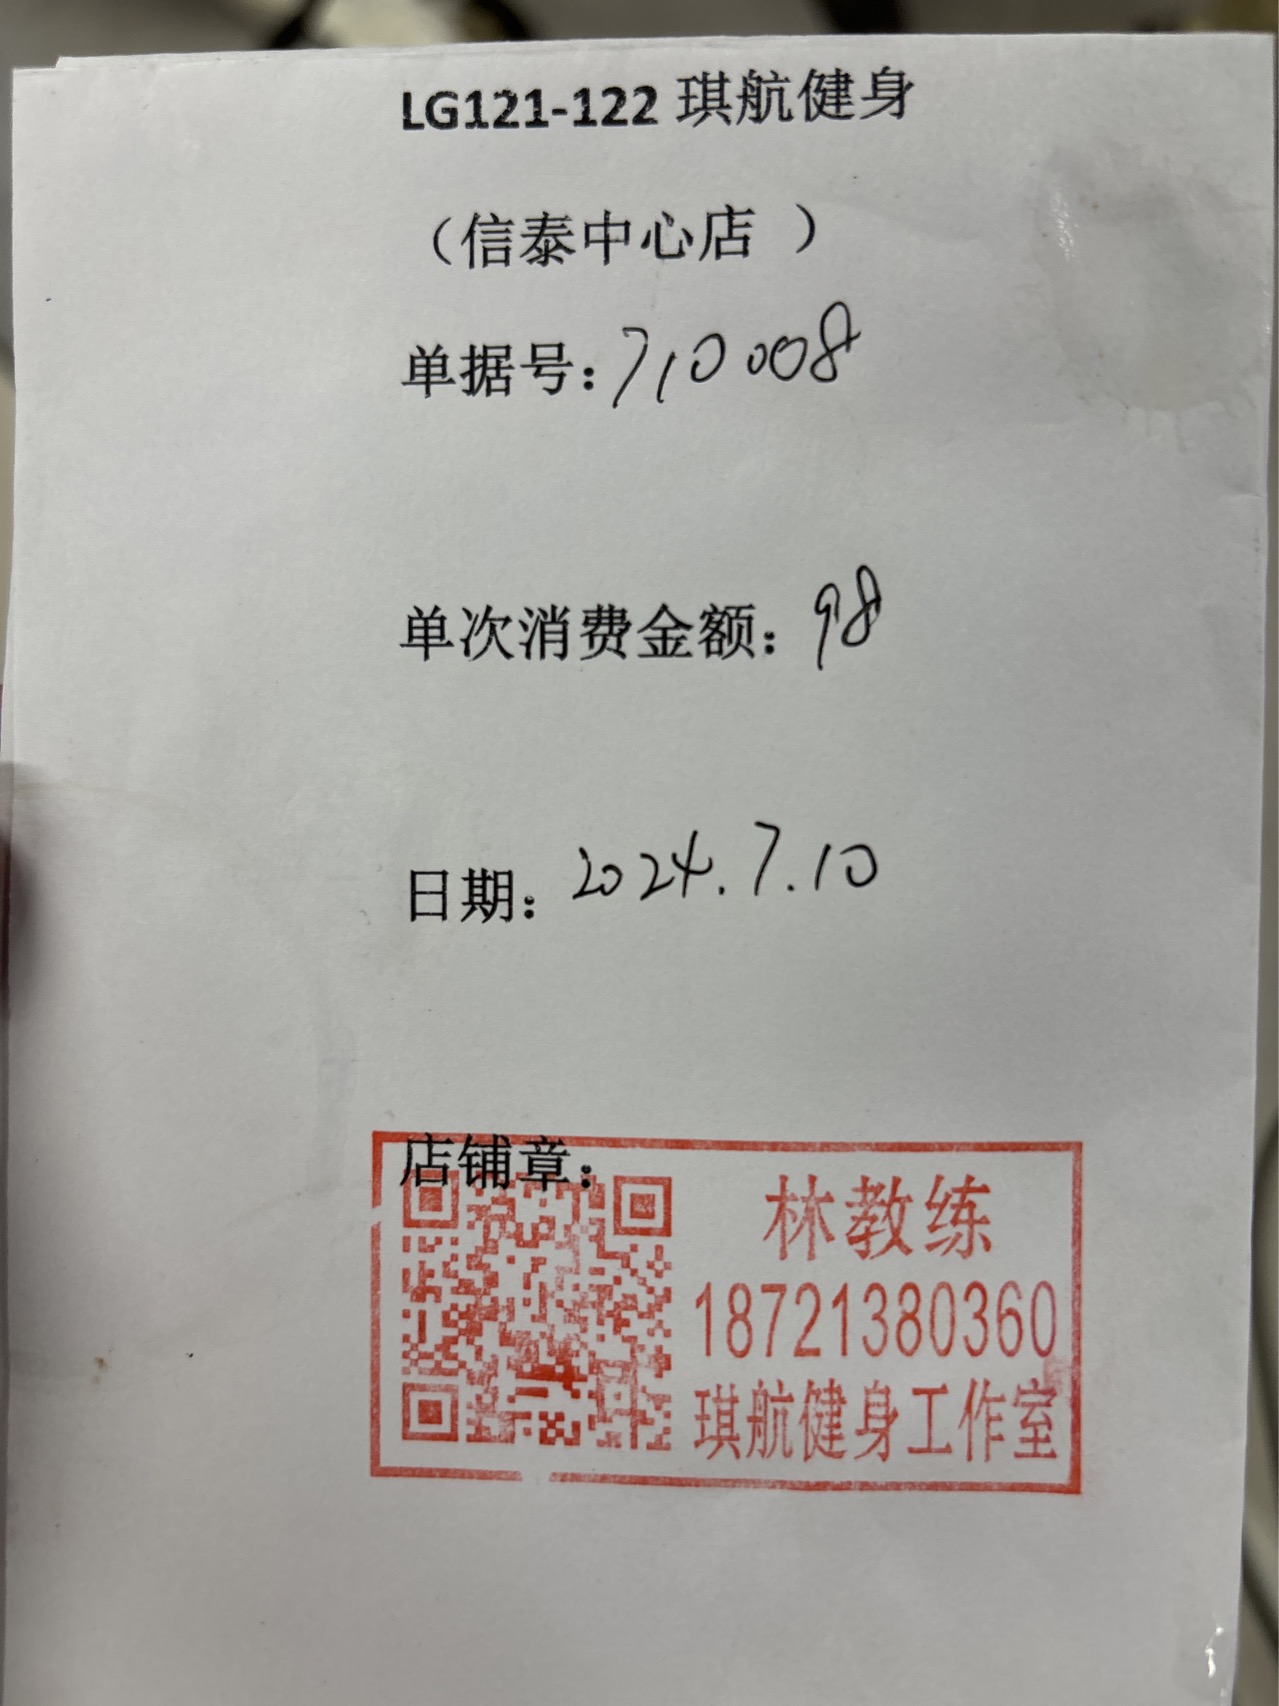 LG121-122 琪航健身
（信泰中心店 ）
单据号：710008
单次消费金额：98
日期：2024.7.10
店铺章：
林教练
18721380360
琪航健身工作室